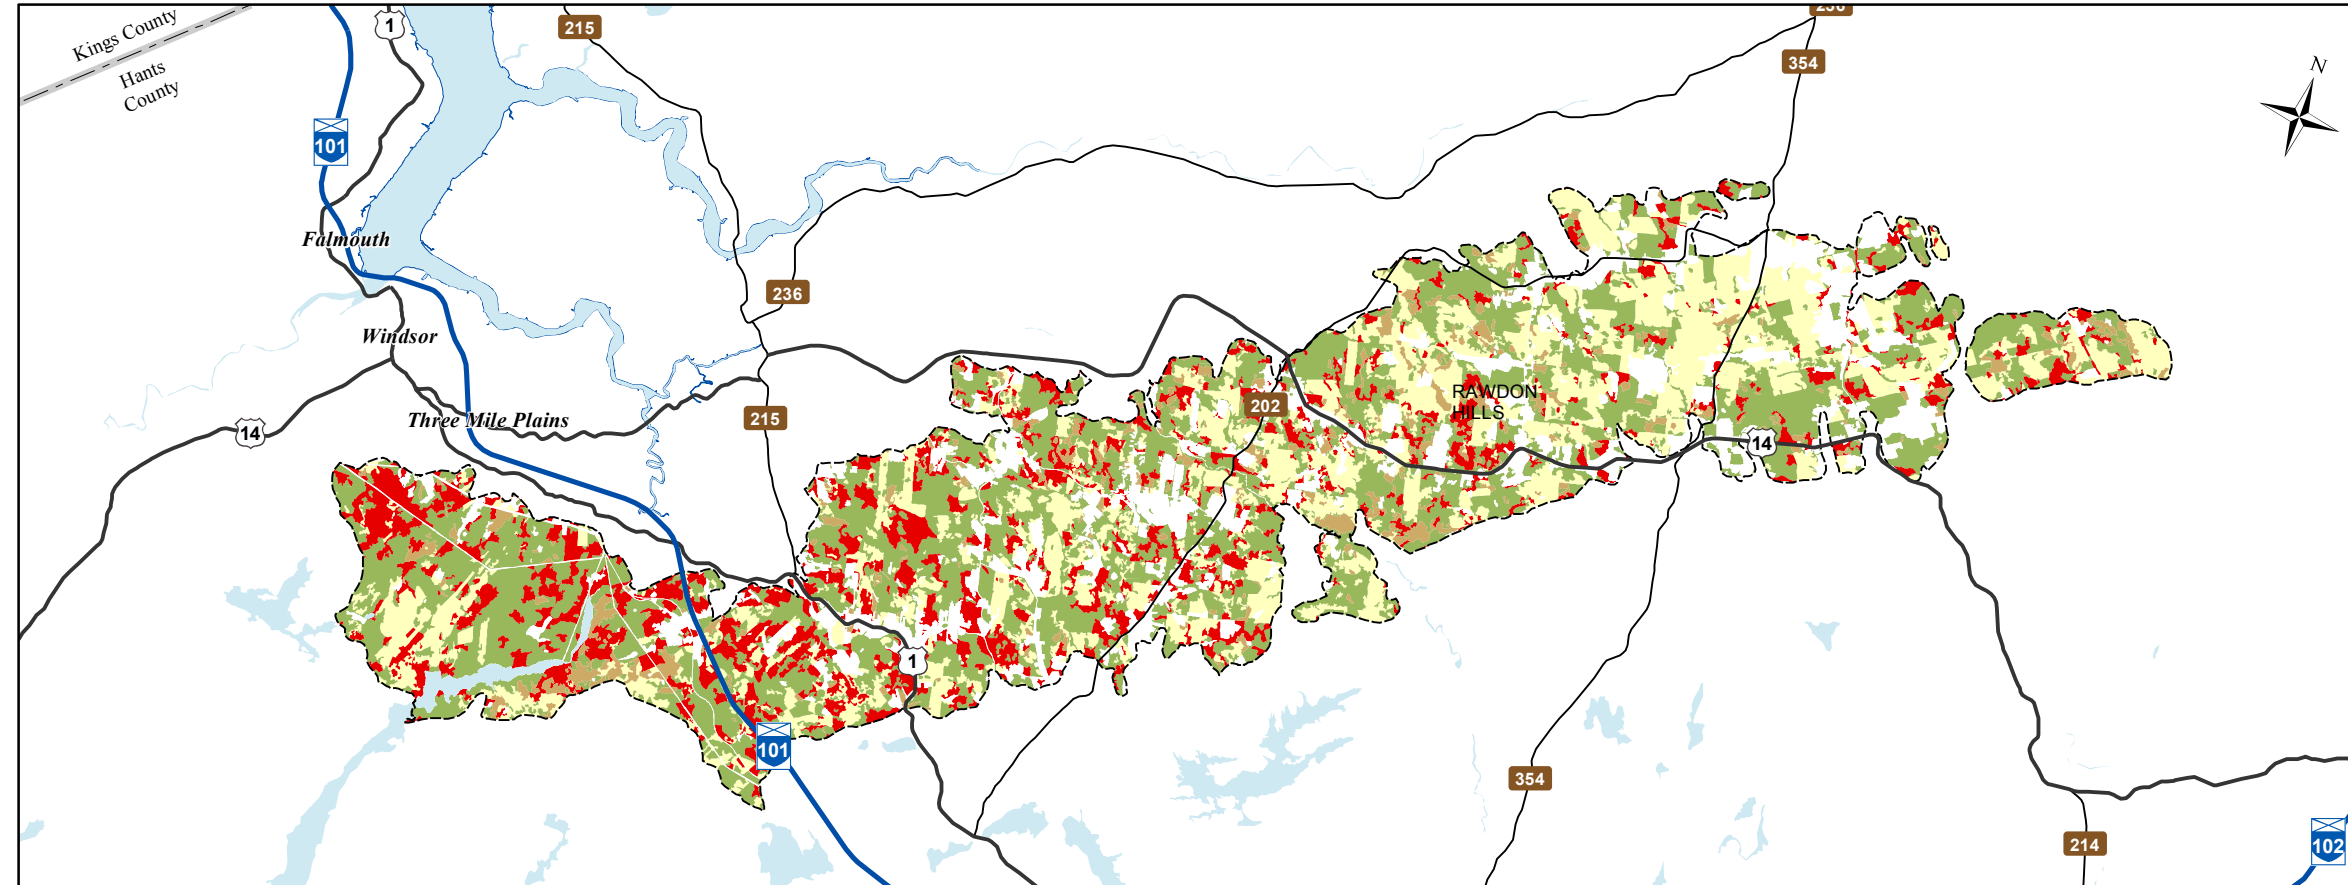 Kings County
Hants
County
1
215
236
354
N
101
Falmouth
236
Windsor
14
Three Mile Plains
215
202
RAWDON
HILLS
14
1
101
354
214
102